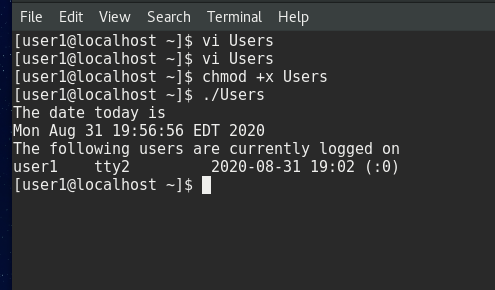 File Edit View Search Terminal Help
[user1@localhost ~]$ vi Users
[user1@localhost ~]$ vi Users
[user1@localhost ~]$ chmod +x Users
[user1@localhost ~]$ ./Users
The date today is
Mon Aug 31 19:56:56 EDT 2020
The following users are currently logged on
user1    tty2         2020-08-31 19:02 (:0)
[user1@localhost ~]$